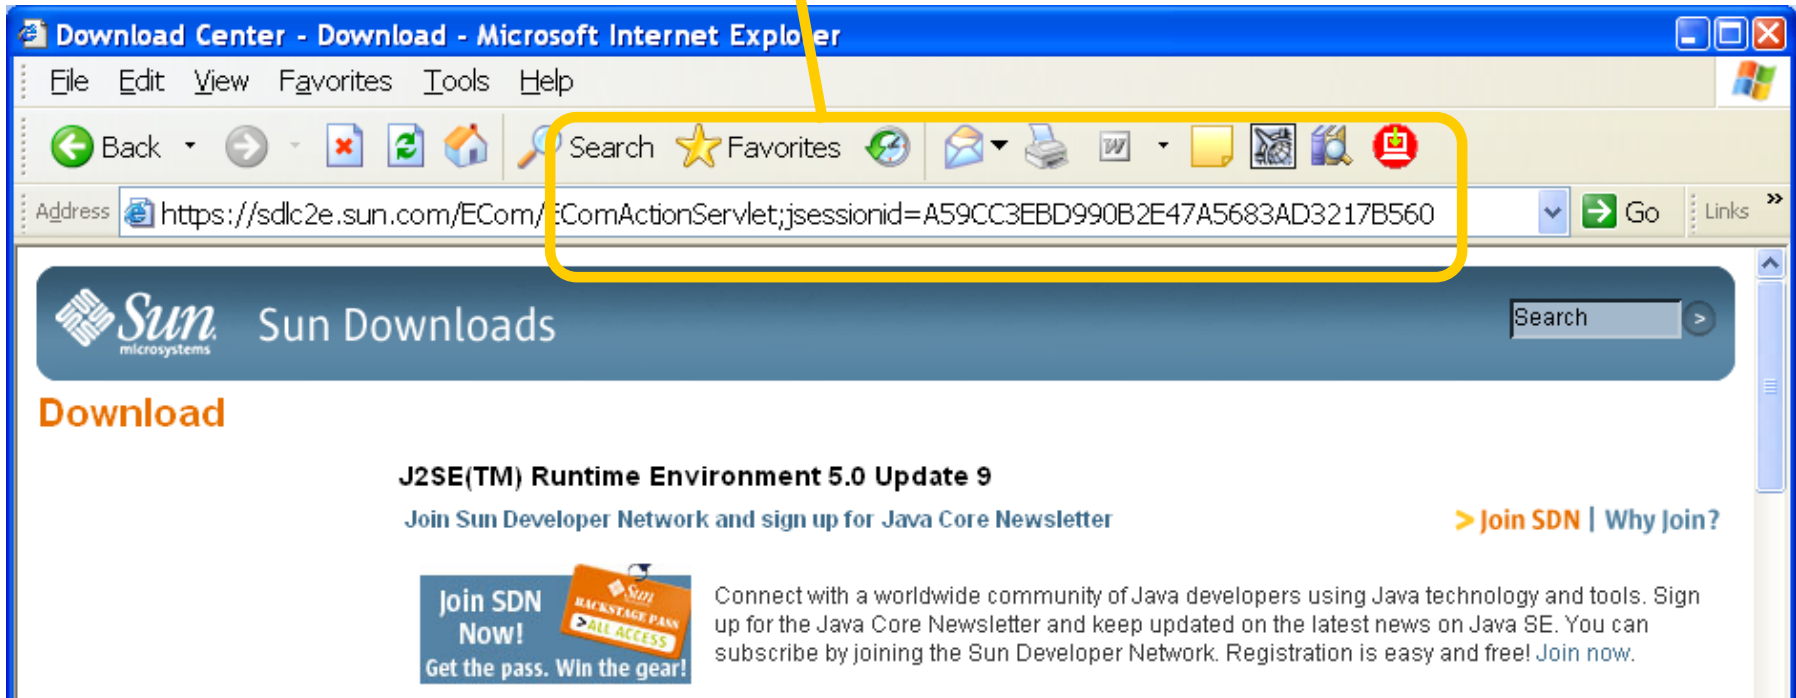 Download Center - Download - Microsoft Internet Explorer
File Edit View Favorites Tools Help
Back Search Favorites W
Address https://sdlc2e.sun.com/ECom/EComActionServlet;jsessionid=A59CC3EBD990B2E47A5683AD3217B560 Go Links »
Sun microsystems Sun Downloads Search >
Download
J2SE(TM) Runtime Environment 5.0 Update 9
Join Sun Developer Network and sign up for Java Core Newsletter > Join SDN | Why Join?
Join SDN
Now!
Get the pass. Win the gear!
Sun
BACKSTAGE PASS
>ALL ACCESS
Connect with a worldwide community of Java developers using Java technology and tools. Sign
up for the Java Core Newsletter and keep updated on the latest news on Java SE. You can
subscribe by joining the Sun Developer Network. Registration is easy and free! Join now.